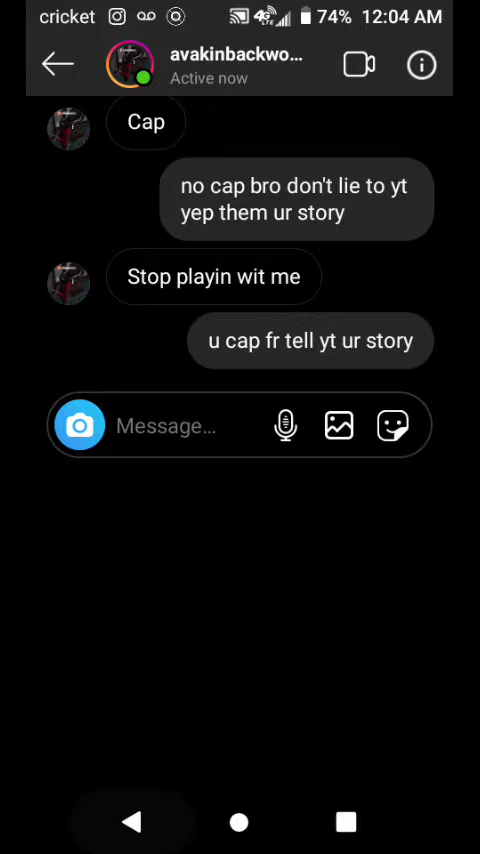 cricket 74% 12:04 AM
avakinbackwo...
Active now
Cap
no cap bro don't lie to yt
yep them ur story
Stop playin wit me
u cap fr tell yt ur story
Message...